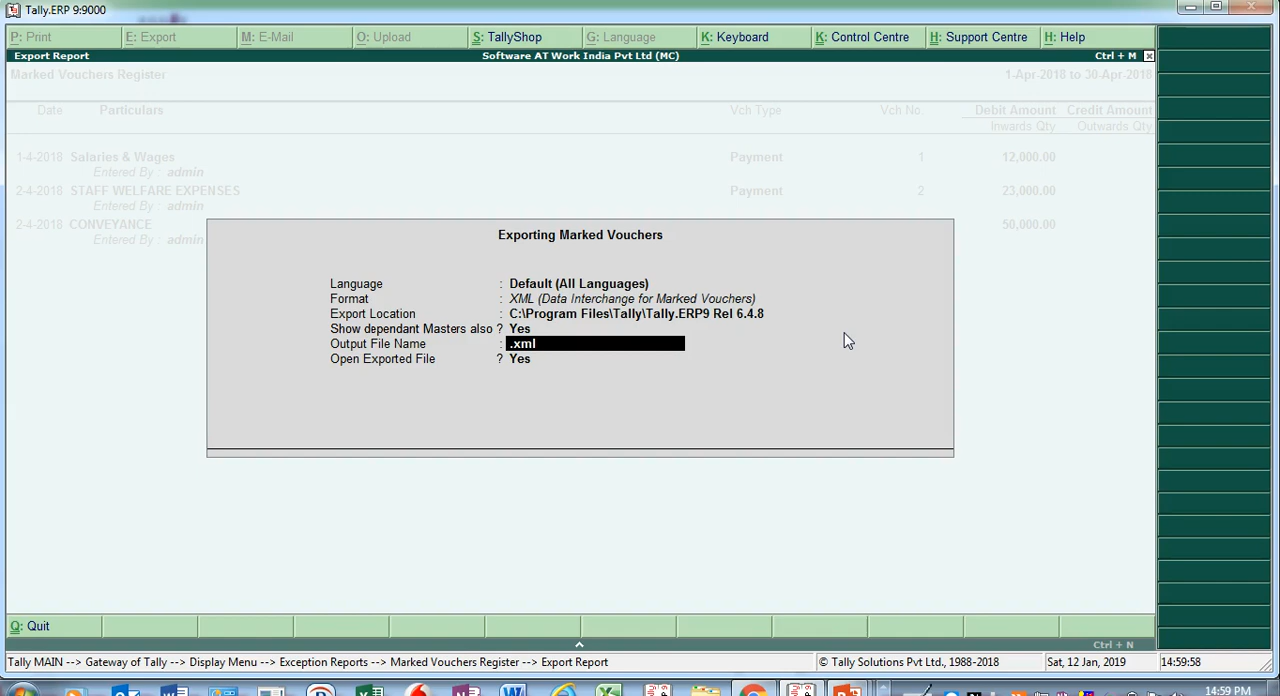 Tally.ERP 9:9000
P: Print E: Export M: E-Mail O: Upload S: TallyShop G: Language K: Keyboard K: Control Centre H: Support Centre H: Help
Export Report Software AT Work India Pvt Ltd (MC) Ctrl + M
Marked Vouchers Register 1-Apr-2018 to 30-Apr-2018
Date Particulars Vch Type Vch No. Debit Amount Credit Amount
Inwards Qty Outwards Qty
1-4-2018 Salaries & Wages Payment 1 12,000.00
Entered By : admin
2-4-2018 STAFF WELFARE EXPENSES Payment 2 23,000.00
Entered By : admin
2-4-2018 CONVEYANCE 50,000.00
Entered By : admin
Exporting Marked Vouchers
Language : Default (All Languages)
Format : XML (Data Interchange for Marked Vouchers)
Export Location : C:\Program Files\Tally\Tally.ERP9 Rel 6.4.8
Show dependant Masters also ? Yes
Output File Name : .xml
Open Exported File ? Yes
Q: Quit
Ctrl + N
Tally MAIN --> Gateway of Tally --> Display Menu --> Exception Reports --> Marked Vouchers Register --> Export Report © Tally Solutions Pvt Ltd., 1988-2018 Sat, 12 Jan, 2019 14:59:58
14:59 PM